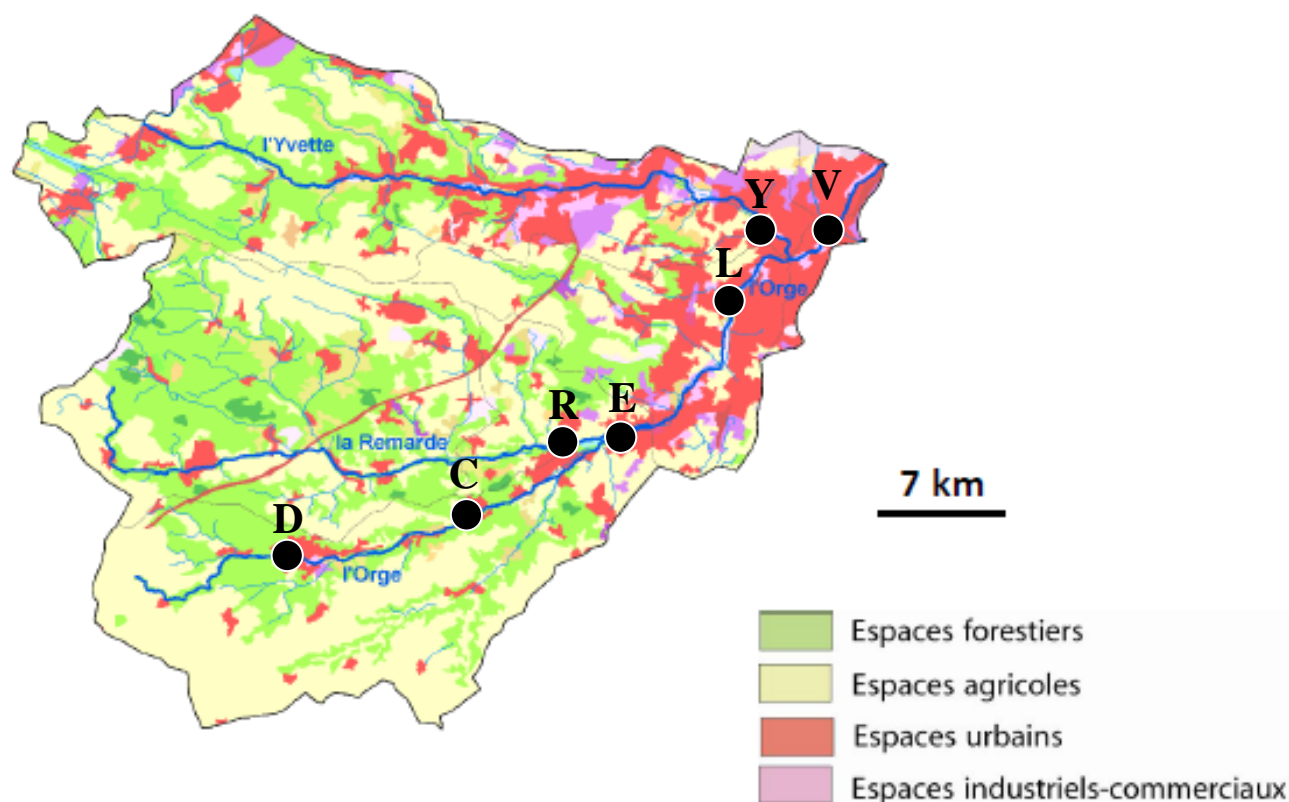 l'Yvette
Y
V
L
l'Orge
R
E
la Remarde
C
7 km
D
l'Orge
Espaces forestiers
Espaces agricoles
Espaces urbains
Espaces industriels-commerciaux